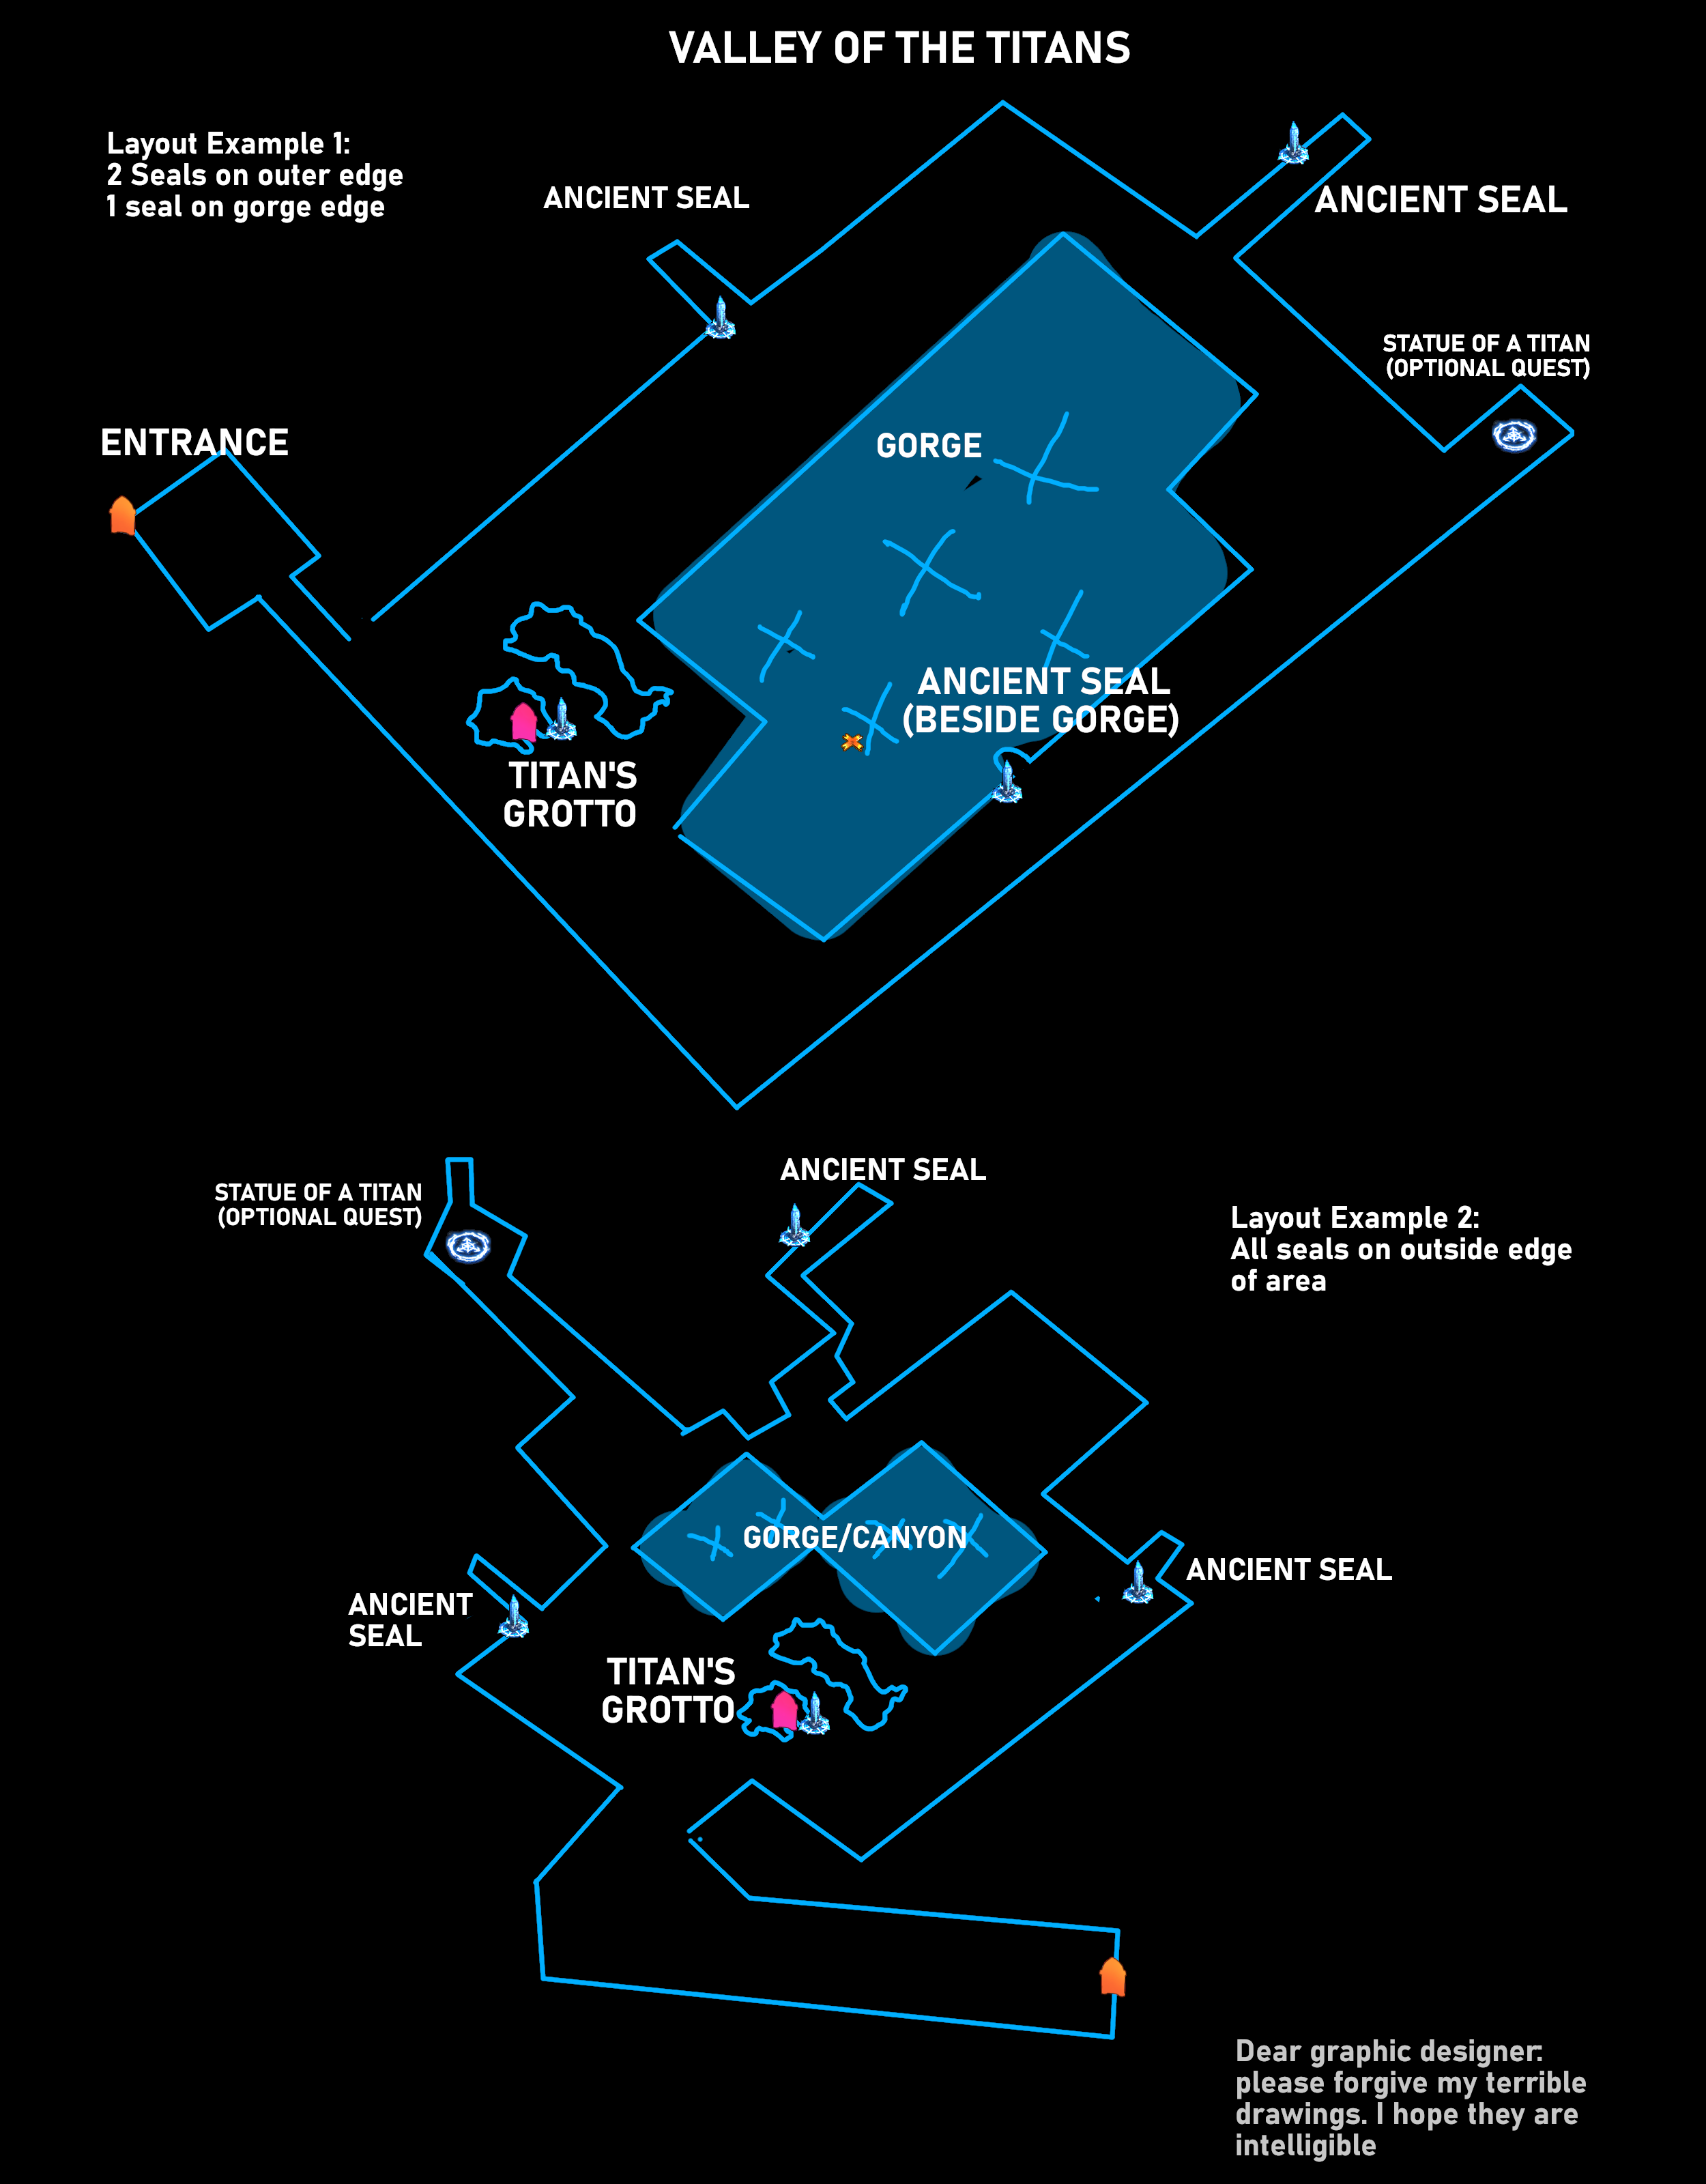 VALLEY OF THE TITANS
Layout Example 1:
2 Seals on outer edge
1 seal on gorge edge
ANCIENT SEAL
ANCIENT SEAL
STATUE OF A TITAN
(OPTIONAL QUEST)
ENTRANCE
GORGE
ANCIENT SEAL
(BESIDE GORGE)
TITAN'S
GROTTO
ANCIENT SEAL
STATUE OF A TITAN
(OPTIONAL QUEST)
Layout Example 2:
All seals on outside edge
of area
GORGE/CANYON
ANCIENT SEAL
ANCIENT
SEAL
TITAN'S
GROTTO
Dear graphic designer:
please forgive my terrible
drawings. I hope they are
intelligible